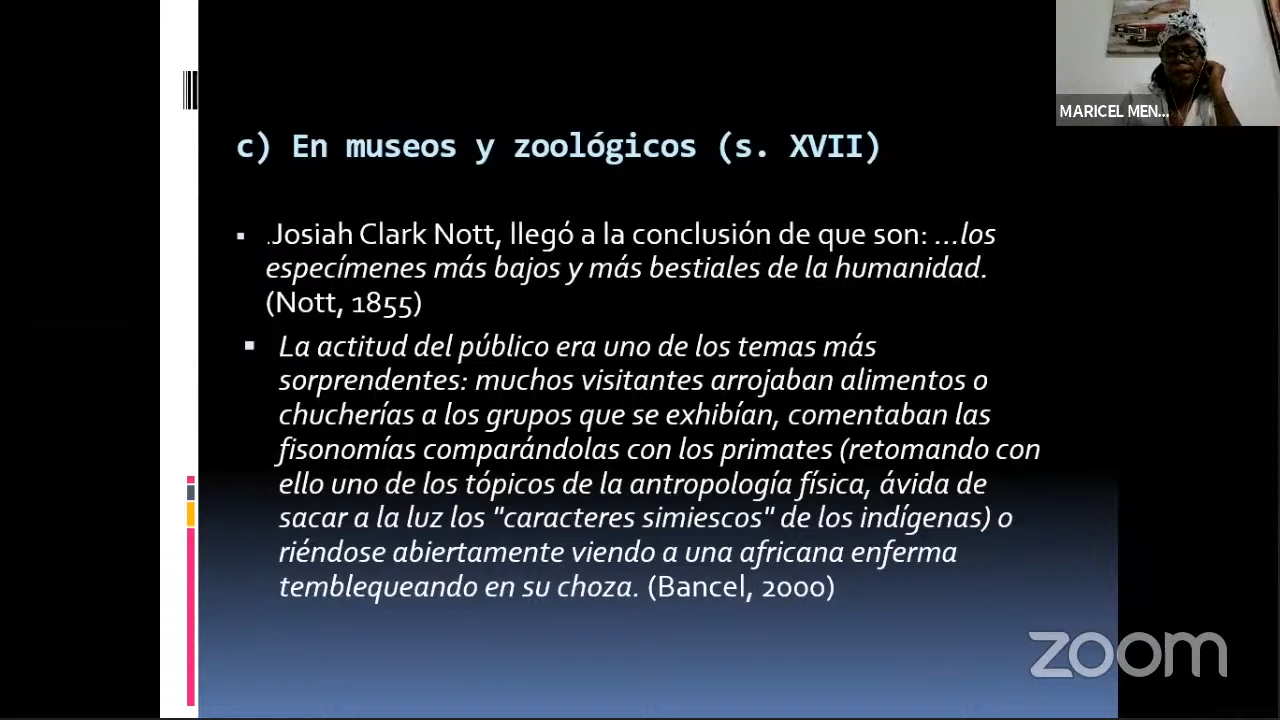 MARICEL MEN...
c) En museos y zoológicos (s. XVII)
.Josiah Clark Nott, llegó a la conclusión de que son: ...los
especímenes más bajos y más bestiales de la humanidad.
(Nott, 1855)
La actitud del público era uno de los temas más
sorprendentes: muchos visitantes arrojaban alimentos o
chucherías a los grupos que se exhibían, comentaban las
fisonomías comparándolas con los primates (retomando con
ello uno de los tópicos de la antropología física, ávida de
sacar a la luz los "caracteres simiescos" de los indígenas) o
riéndose abiertamente viendo a una africana enferma
temblequeando en su choza. (Bancel, 2000)
zoom